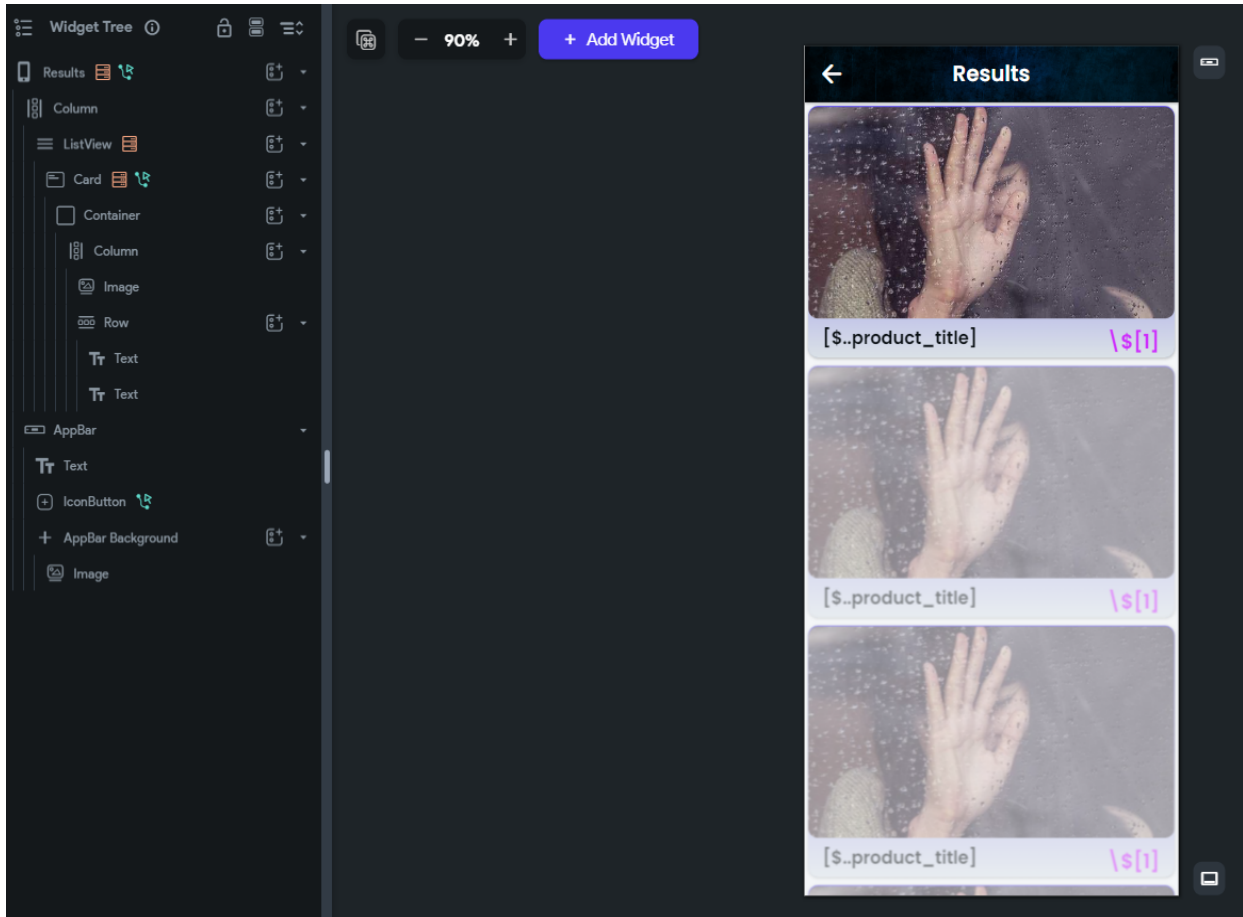 Widget Tree
Results
Column
ListView
Card
Container
Column
Image
Row
Text
Text
AppBar
Text
IconButton
AppBar Background
Image
90%
+ Add Widget
Results
[$..product_title] \$[1]
[$..product_title] \$[1]
[$..product_title] \$[1]